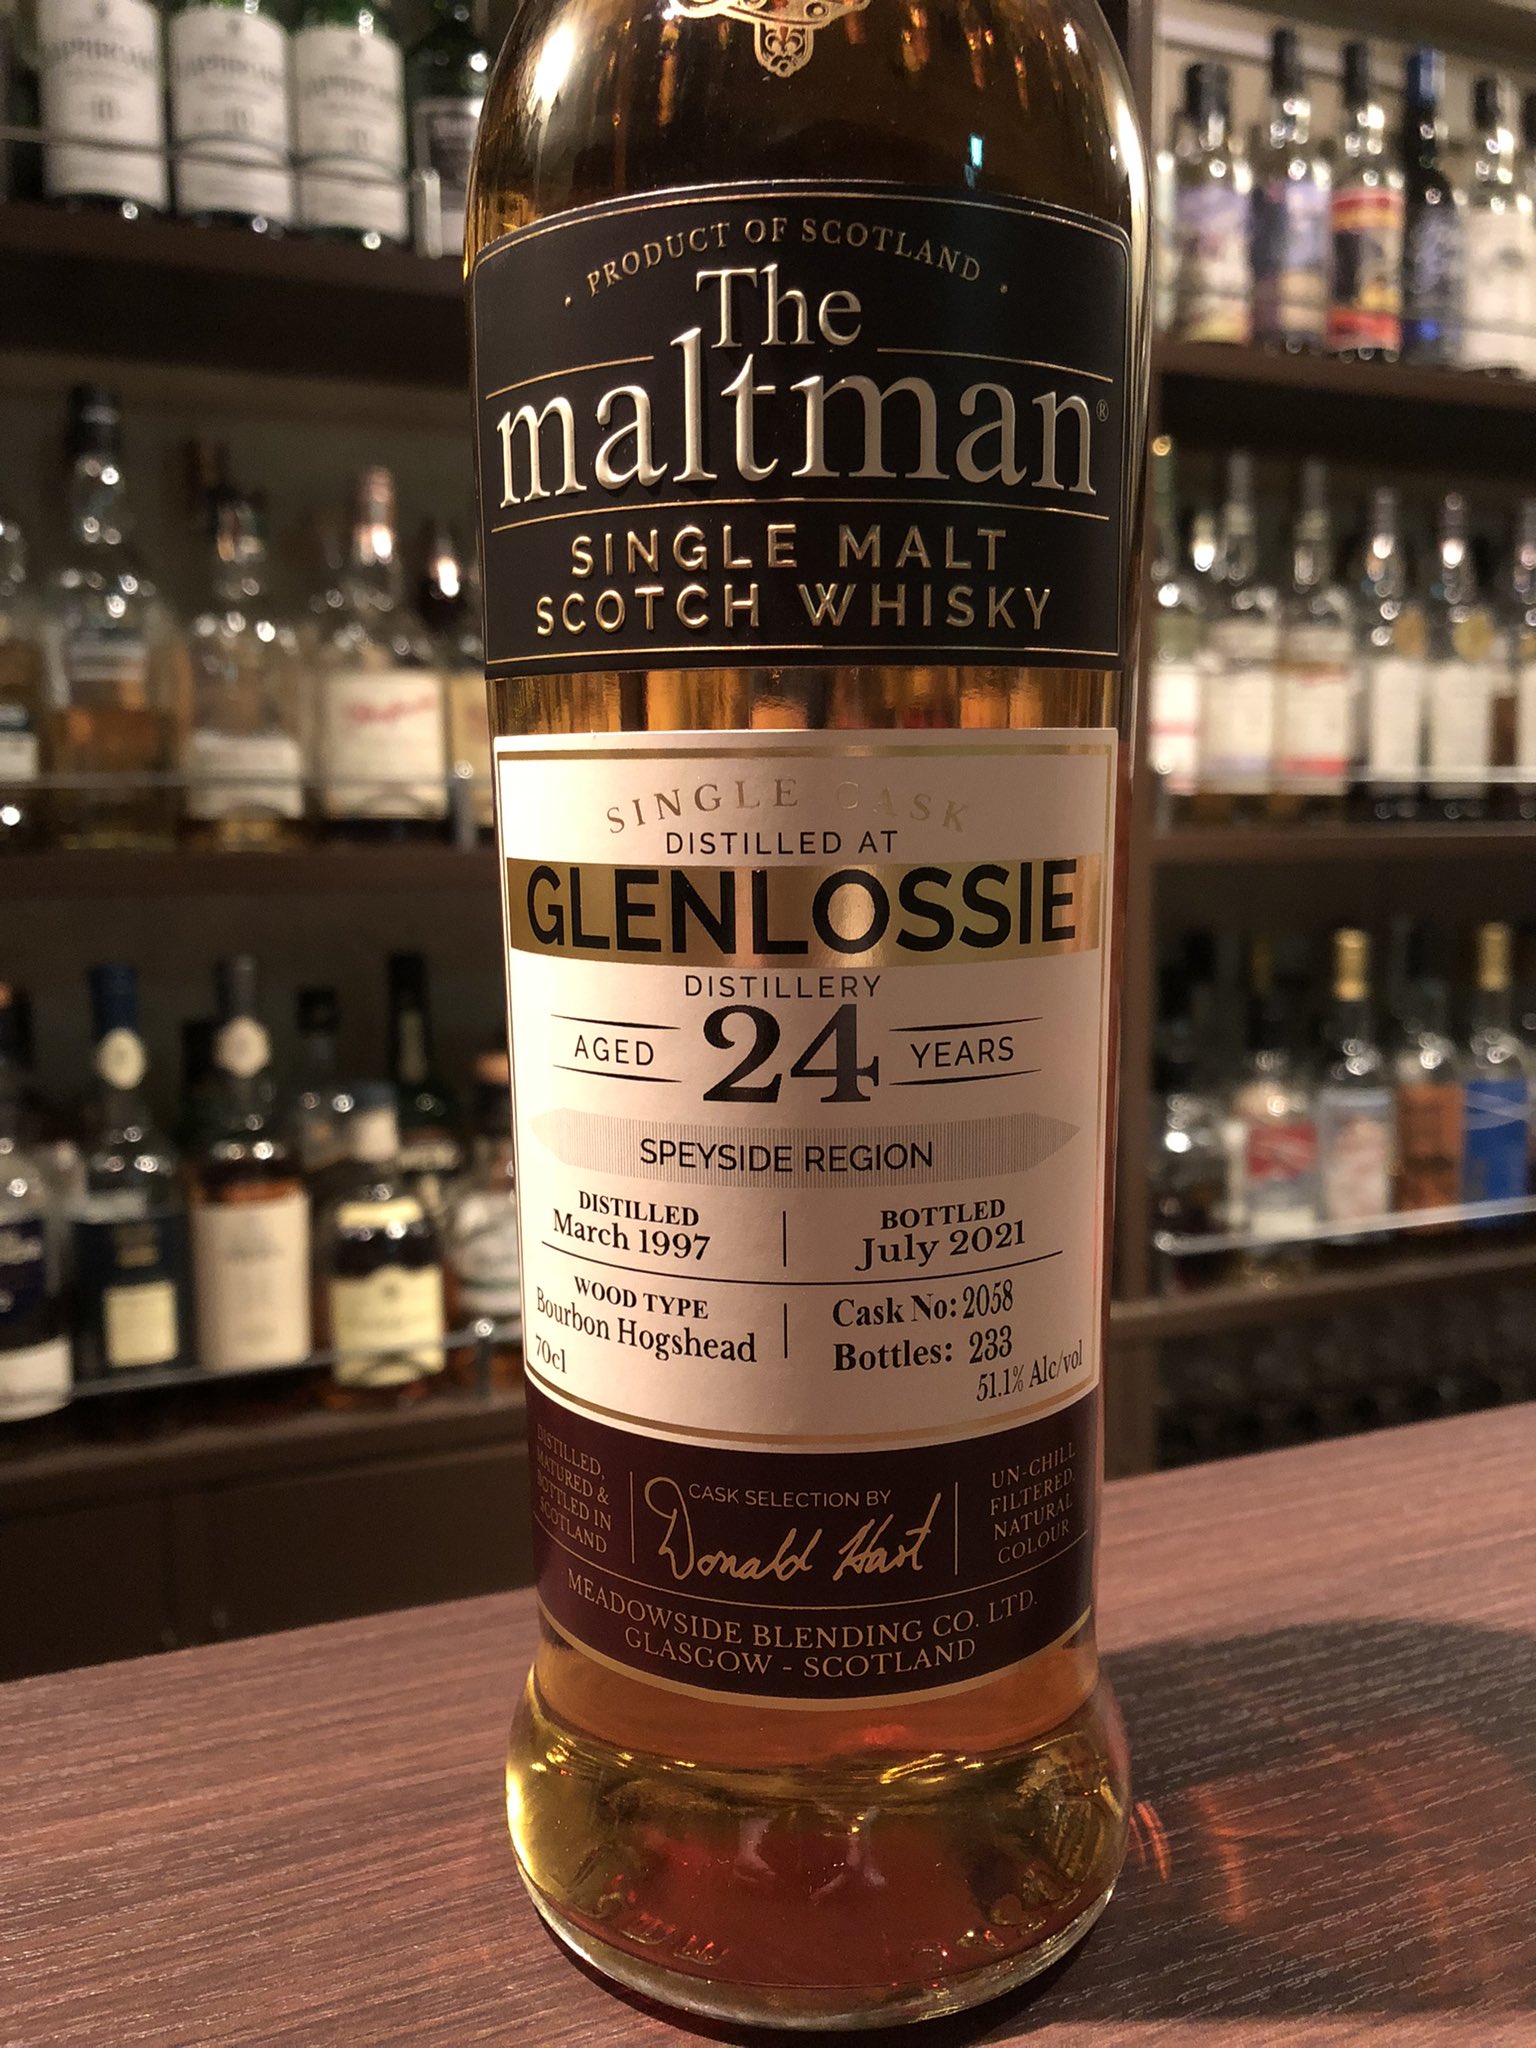 PRODUCT OF SCOTLAND
The
maltman®
SINGLE MALT
SCOTCH WHISKY
SINGLE CASK
DISTILLED AT
GLENLOSSIE
DISTILLERY
AGED 24 YEARS
SPEYSIDE REGION
DISTILLED
March 1997
BOTTLED
July 2021
WOOD TYPE
Bourbon Hogshead
70cl
Cask No: 2058
Bottles: 233
51.1% Alc/vol
DISTILLED,
MATURED &
BOTTLED IN
SCOTLAND
CASK SELECTION BY
Donald Hart
UN-CHILL
FILTERED.
NATURAL
COLOUR
MEADOWSIDE BLENDING CO. LTD.
GLASGOW - SCOTLAND